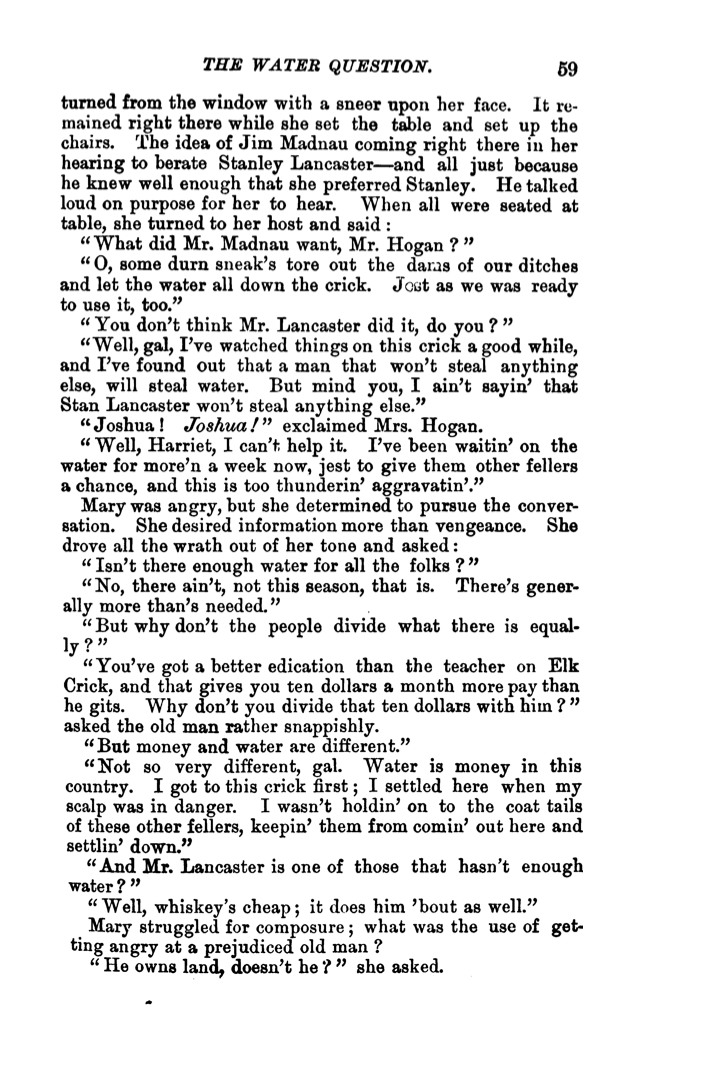 THE WATER QUESTION. 59
turned from the window with a sneer upon her face. It re-
mained right there while she set the table and set up the
chairs. The idea of Jim Madnau coming right there in her
hearing to berate Stanley Lancaster—and all just because
he knew well enough that she preferred Stanley. He talked
loud on purpose for her to hear. When all were seated at
table, she turned to her host and said :
"What did Mr. Madnau want, Mr. Hogan ? "
"O, some durn sneak's tore out the dams of our ditches
and let the water all down the crick. Jost as we was ready
to use it, too."
"You don't think Mr. Lancaster did it, do you ? "
"Well, gal, I've watched things on this crick a good while,
and I've found out that a man that won't steal anything
else, will steal water. But mind you, I ain't sayin' that
Stan Lancaster won't steal anything else."
"Joshua ! Joshua ! " exclaimed Mrs. Hogan.
"Well, Harriet, I can't help it. I've been waitin' on the
water for more'n a week now, jest to give them other fellers
a chance, and this is too thunderin' aggravatin'."
Mary was angry, but she determined to pursue the conver-
sation. She desired information more than vengeance. She
drove all the wrath out of her tone and asked :
"Isn't there enough water for all the folks ? "
"No, there ain't, not this season, that is. There's gener-
ally more than's needed."
"But why don't the people divide what there is equal-
ly ? "
"You've got a better edication than the teacher on Elk
Crick, and that gives you ten dollars a month more pay than
he gits. Why don't you divide that ten dollars with him ? "
asked the old man rather snappishly.
"But money and water are different."
"Not so very different, gal. Water is money in this
country. I got to this crick first ; I settled here when my
scalp was in danger. I wasn't holdin' on to the coat tails
of these other fellers, keepin' them from comin' out here and
settlin' down."
"And Mr. Lancaster is one of those that hasn't enough
water ? "
"Well, whiskey's cheap ; it does him 'bout as well."
Mary struggled for composure ; what was the use of get-
ting angry at a prejudiced old man ?
"He owns land, doesn't he ? " she asked.